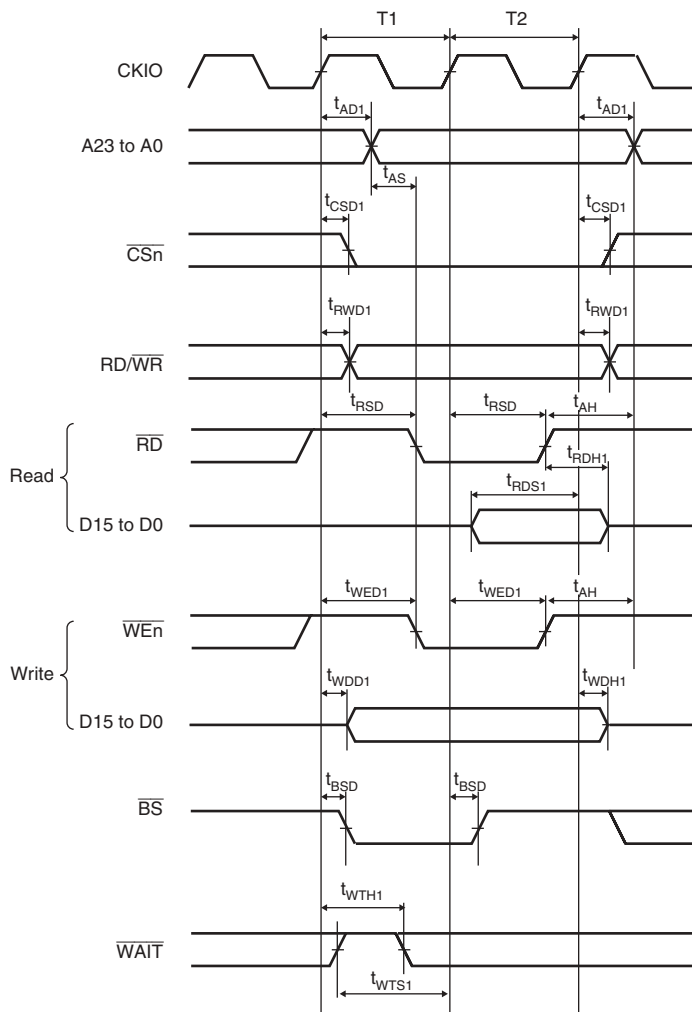 T1 T2
CKIO
tAD1 tAD1
A23 to A0
tAS
tCSD1 tCSD1
CSn
tRWD1 tRWD1
RD/WR
tRSD tRSD tAH
RD
tRDH1
Read
tRDS1
D15 to D0
tWED1 tWED1 tAH
WEn
Write
tWDD1 tWDH1
D15 to D0
tBSD tBSD
BS
tWTH1
WAIT
tWTS1